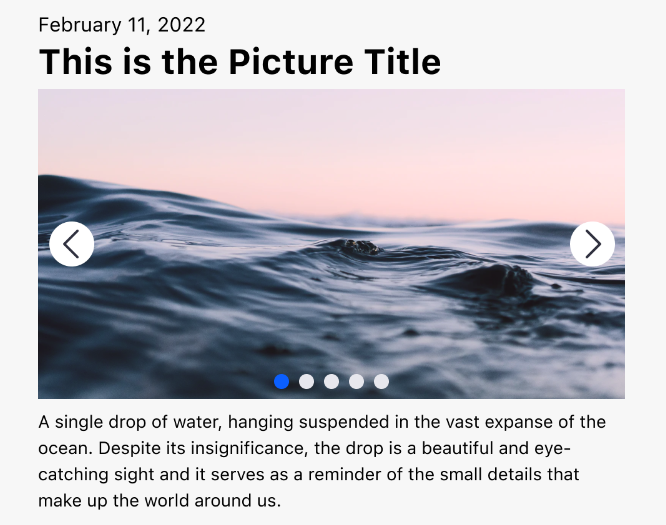 February 11, 2022
This is the Picture Title
A single drop of water, hanging suspended in the vast expanse of the
ocean. Despite its insignificance, the drop is a beautiful and eye-
catching sight and it serves as a reminder of the small details that
make up the world around us.